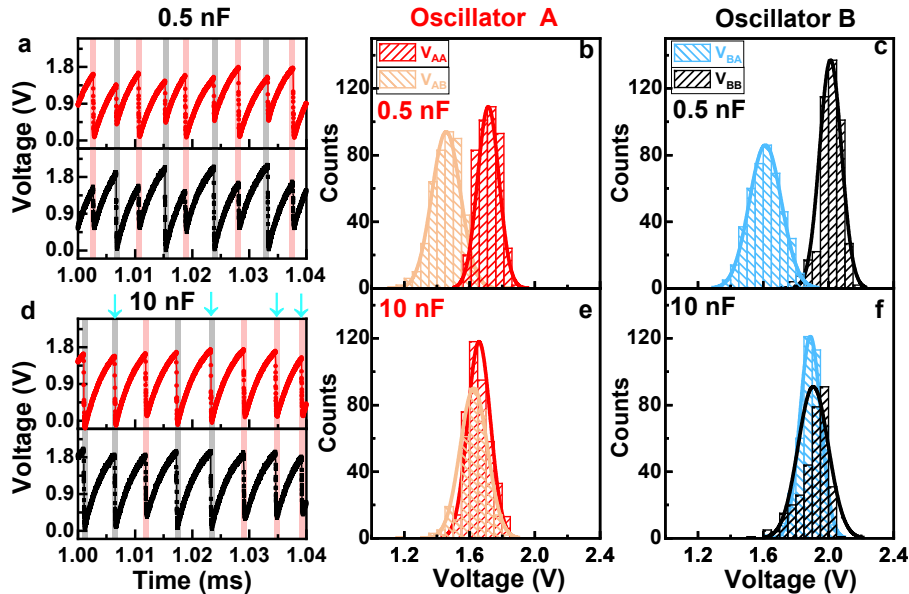 0.5 nF
Oscillator A
Oscillator B
a
b
c
V_AA
V_AB
V_BA
V_BB
0.5 nF
0.5 nF
Voltage (V)
1.8
0.9
0.0
1.8
0.9
0.0
1.00 1.01 1.02 1.03 1.04
Counts
120
80
40
0
Counts
120
80
40
0
d
10 nF
e
10 nF
f
10 nF
Voltage (V)
1.8
0.9
0.0
1.8
0.9
0.0
1.00 1.01 1.02 1.03 1.04
Time (ms)
Counts
120
80
40
0
1.2 1.6 2.0 2.4
Voltage (V)
Counts
120
80
40
0
1.2 1.6 2.0 2.4
Voltage (V)